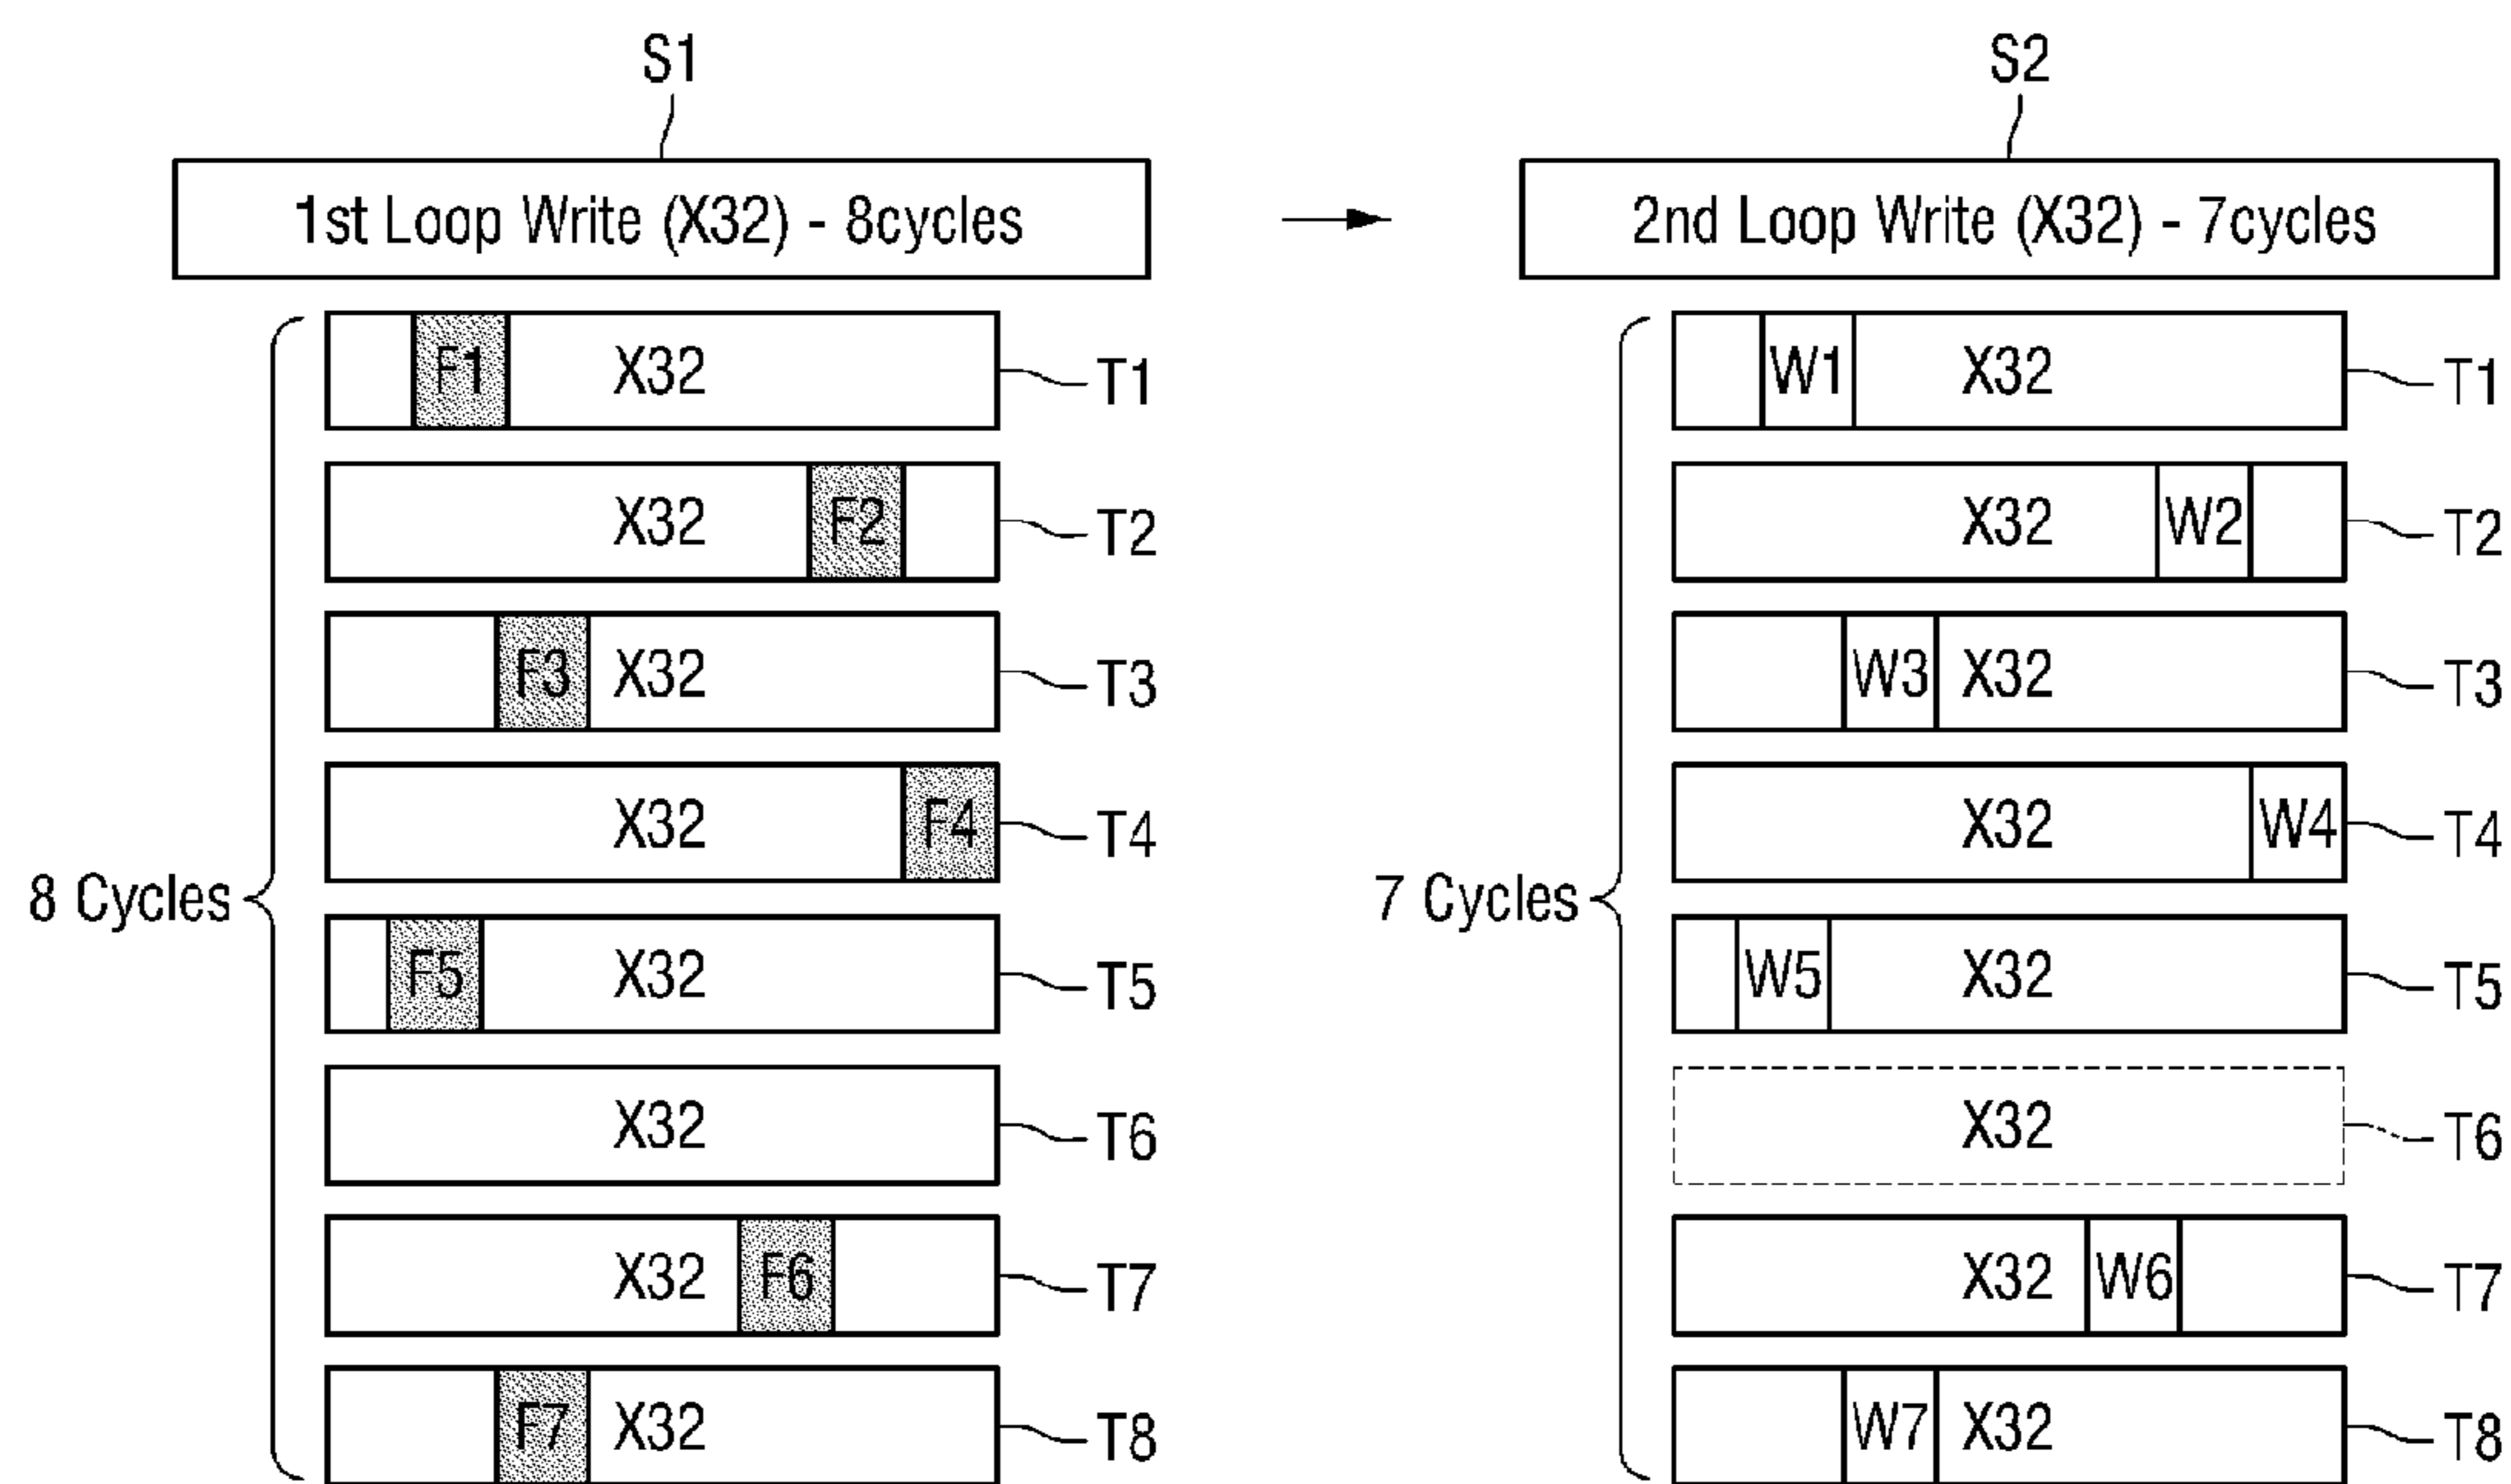 S1
1st Loop Write (X32) - 8cycles
8 Cycles
F1 X32 T1
X32 F2 T2
F3 X32 T3
X32 F4 T4
F5 X32 T5
X32 T6
X32 F6 T7
F7 X32 T8
S2
2nd Loop Write (X32) - 7cycles
7 Cycles
W1 X32 T1
X32 W2 T2
W3 X32 T3
X32 W4 T4
W5 X32 T5
X32 T6
X32 W6 T7
W7 X32 T8